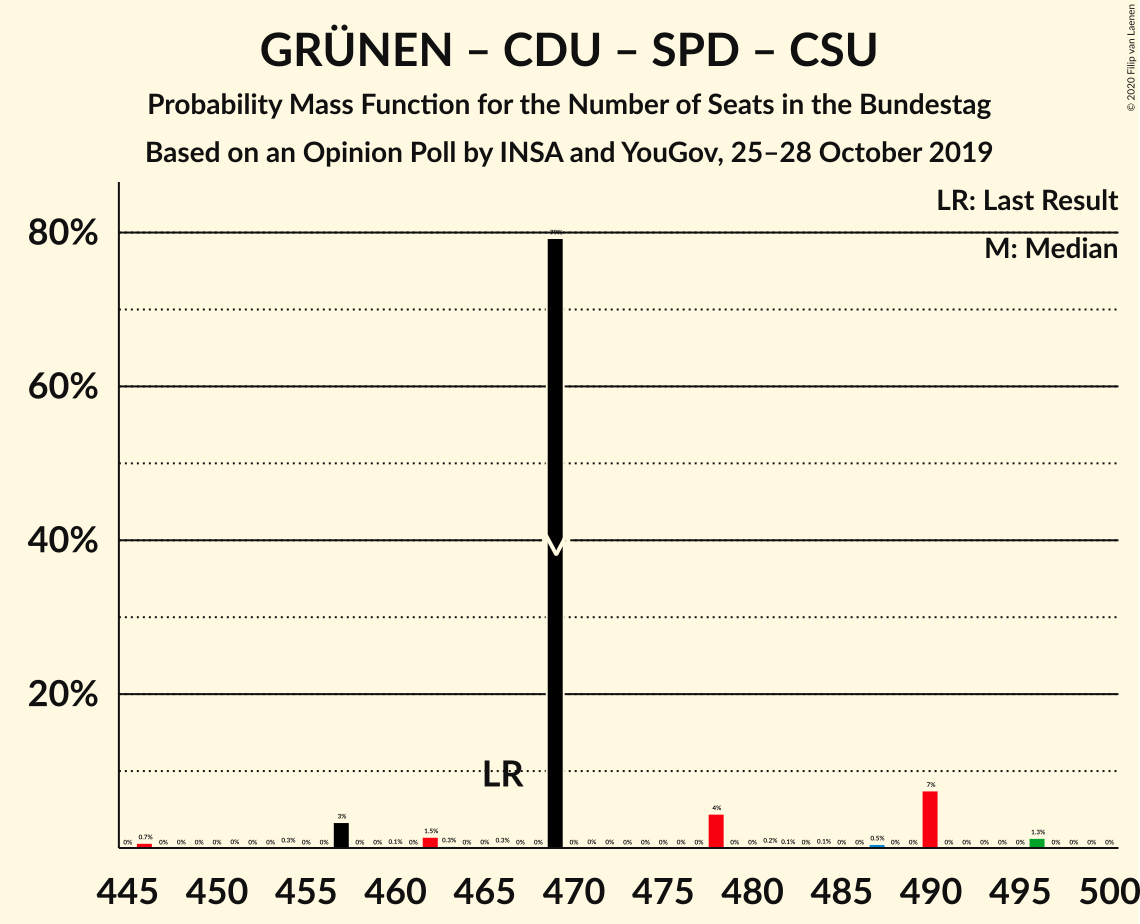 GRÜNEN – CDU – SPD – CSU
Probability Mass Function for the Number of Seats in the Bundestag
Based on an Opinion Poll by INSA and YouGov, 25–28 October 2019
© 2020 Filip van Laenen
LR: Last Result
M: Median
80%
60%
40%
20%
LR
79%
0% 0.7% 0% 0% 0% 0% 0% 0% 0% 0.3% 0% 0% 3% 0% 0% 0.1% 0% 1.5% 0.3% 0% 0% 0.3% 0% 0% 0% 0% 0% 0% 0% 0% 0% 0% 4% 0% 0% 0.2% 0.1% 0% 0.1% 0% 0% 0.5% 0% 0% 7% 0% 0% 0% 0% 0% 1.3% 0% 0% 0% 0%
445 450 455 460 465 470 475 480 485 490 495 500